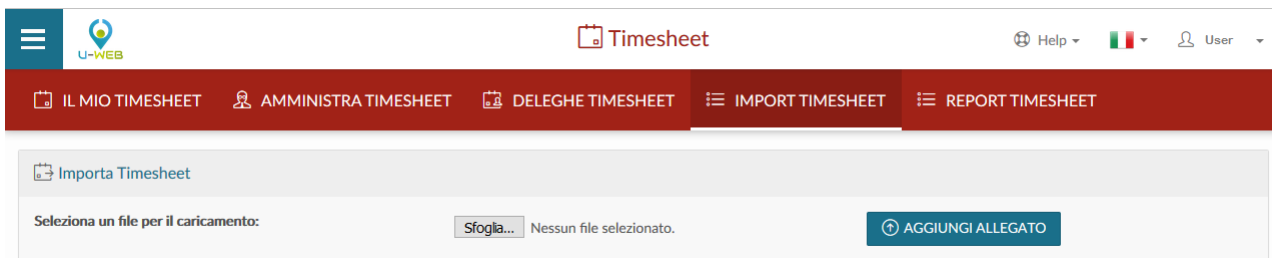 U-WEB
Timesheet
Help
User
IL MIO TIMESHEET
AMMINISTRA TIMESHEET
DELEGHE TIMESHEET
IMPORT TIMESHEET
REPORT TIMESHEET
Importa Timesheet
Seleziona un file per il caricamento:
Sfoglia... Nessun file selezionato.
AGGIUNGI ALLEGATO